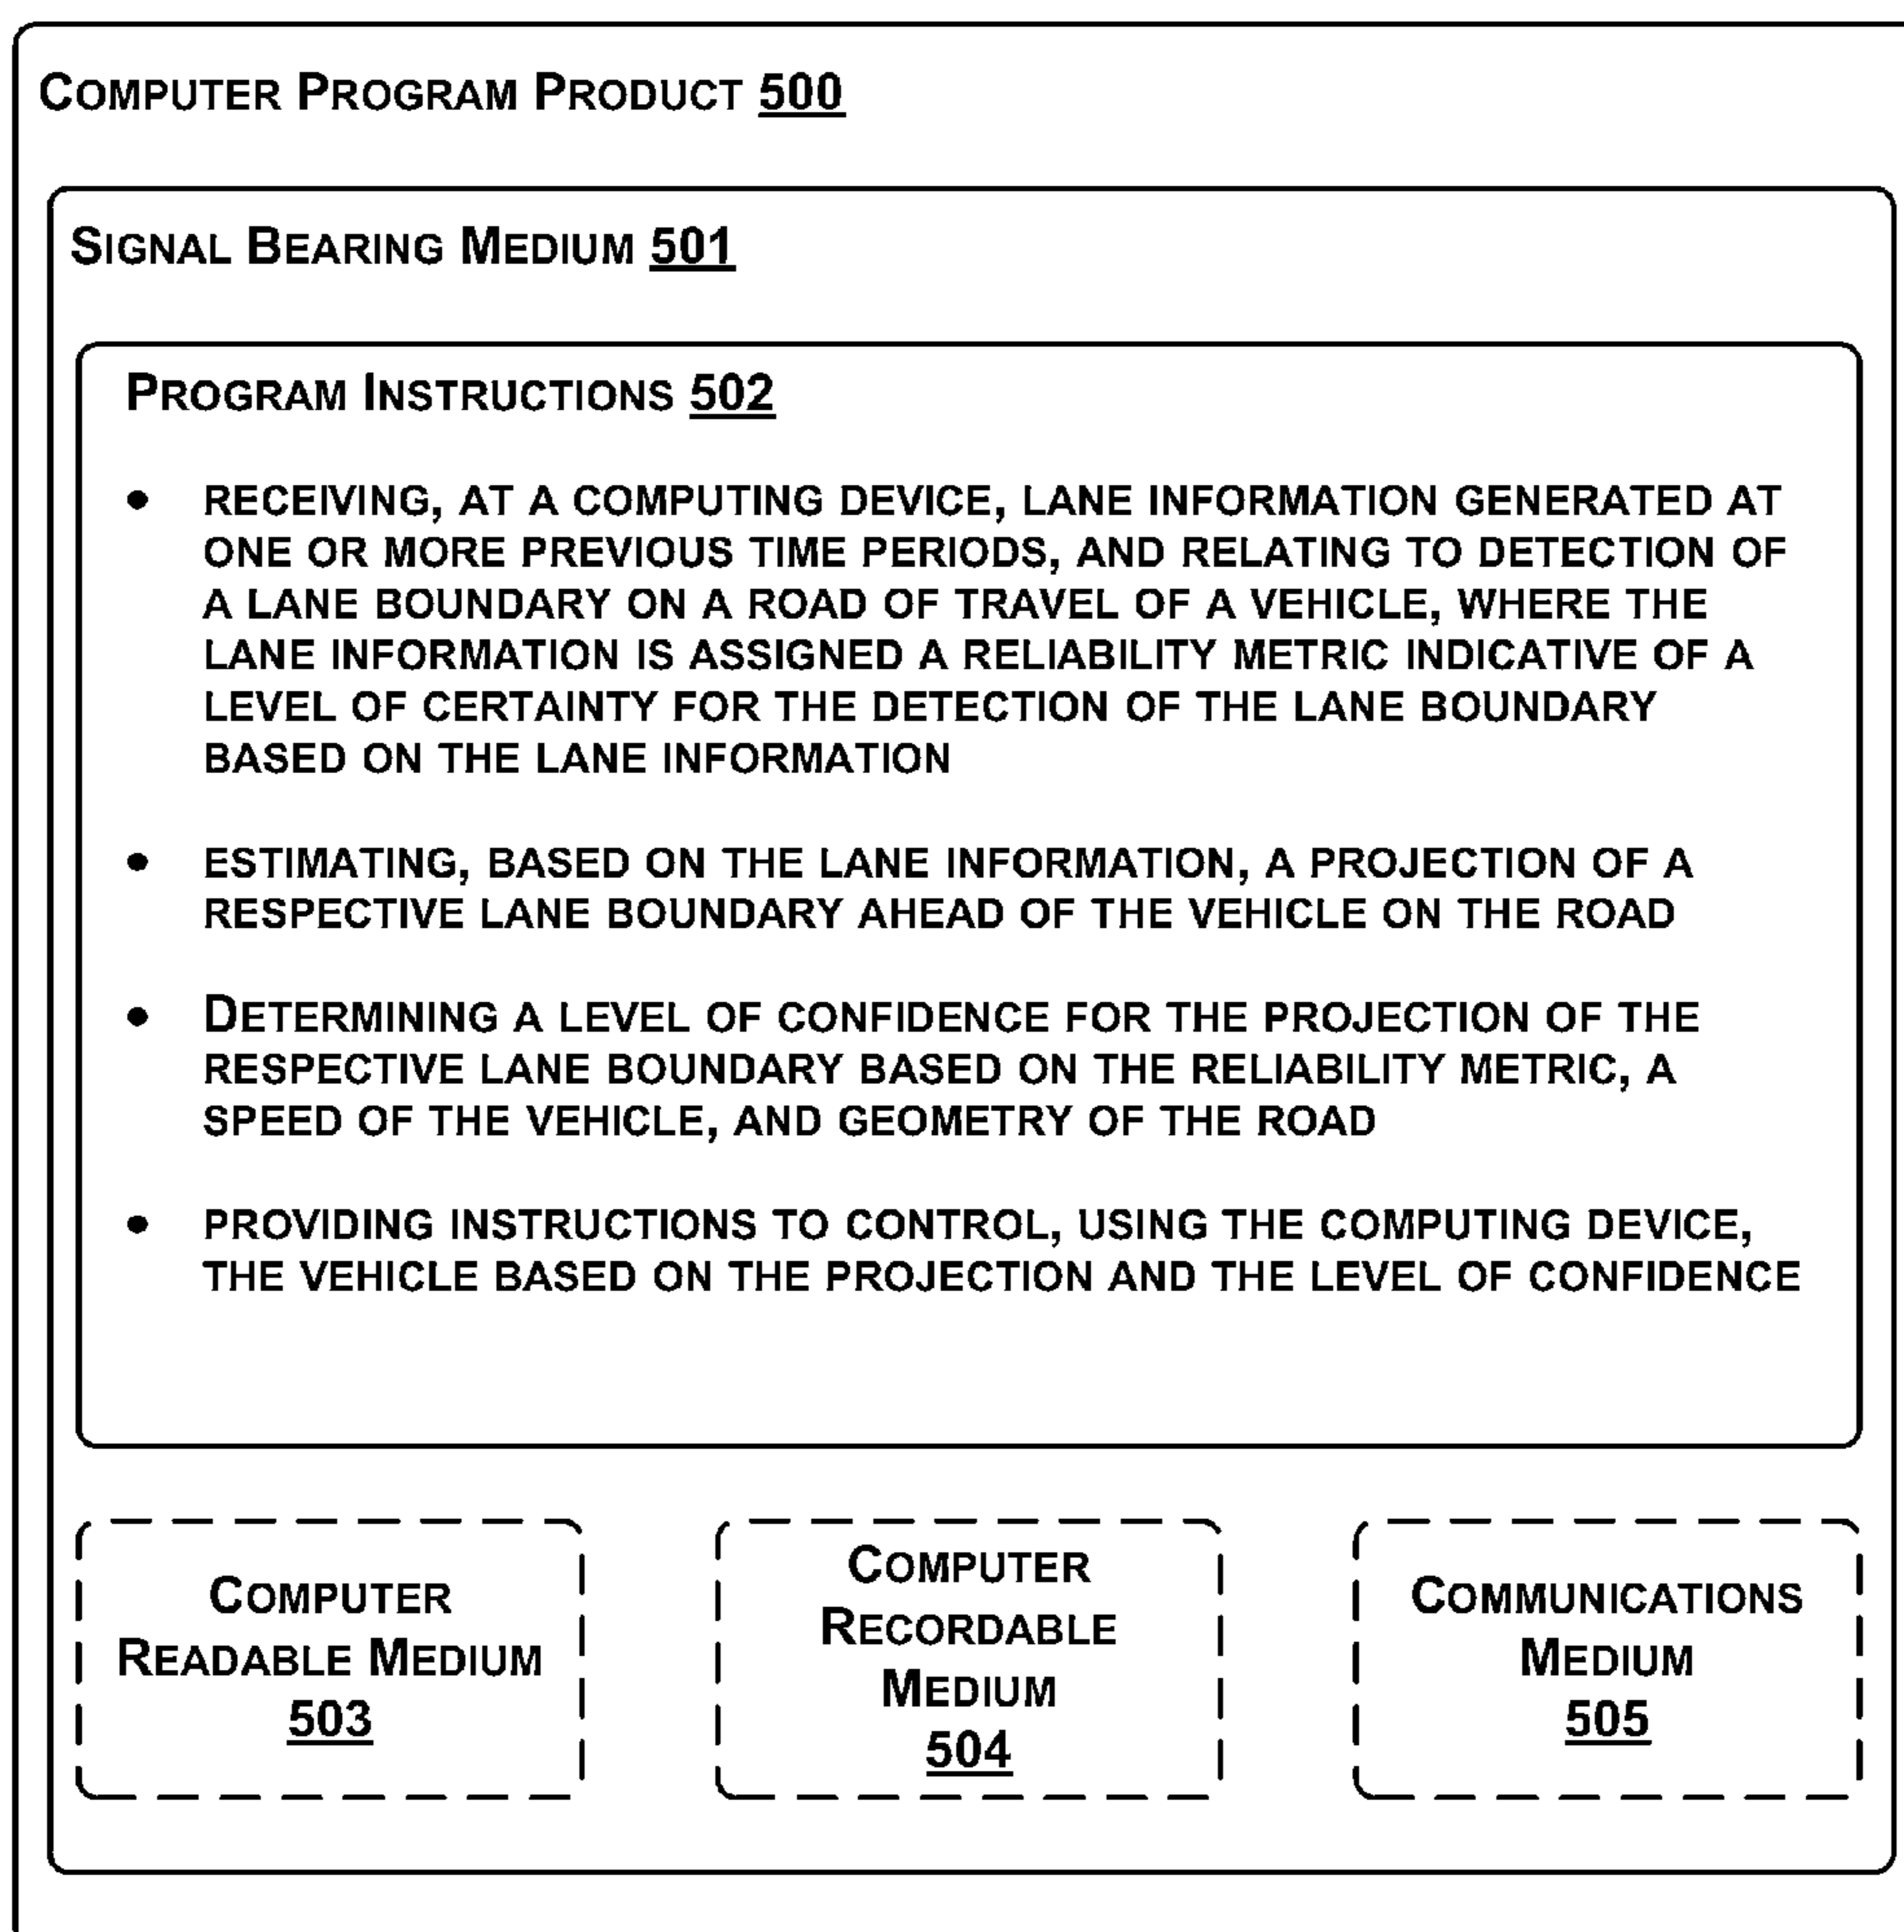 COMPUTER PROGRAM PRODUCT 500
SIGNAL BEARING MEDIUM 501
PROGRAM INSTRUCTIONS 502
• RECEIVING, AT A COMPUTING DEVICE, LANE INFORMATION GENERATED AT
ONE OR MORE PREVIOUS TIME PERIODS, AND RELATING TO DETECTION OF
A LANE BOUNDARY ON A ROAD OF TRAVEL OF A VEHICLE, WHERE THE
LANE INFORMATION IS ASSIGNED A RELIABILITY METRIC INDICATIVE OF A
LEVEL OF CERTAINTY FOR THE DETECTION OF THE LANE BOUNDARY
BASED ON THE LANE INFORMATION
• ESTIMATING, BASED ON THE LANE INFORMATION, A PROJECTION OF A
RESPECTIVE LANE BOUNDARY AHEAD OF THE VEHICLE ON THE ROAD
• DETERMINING A LEVEL OF CONFIDENCE FOR THE PROJECTION OF THE
RESPECTIVE LANE BOUNDARY BASED ON THE RELIABILITY METRIC, A
SPEED OF THE VEHICLE, AND GEOMETRY OF THE ROAD
• PROVIDING INSTRUCTIONS TO CONTROL, USING THE COMPUTING DEVICE,
THE VEHICLE BASED ON THE PROJECTION AND THE LEVEL OF CONFIDENCE
COMPUTER
READABLE MEDIUM
503
COMPUTER
RECORDABLE
MEDIUM
504
COMMUNICATIONS
MEDIUM
505